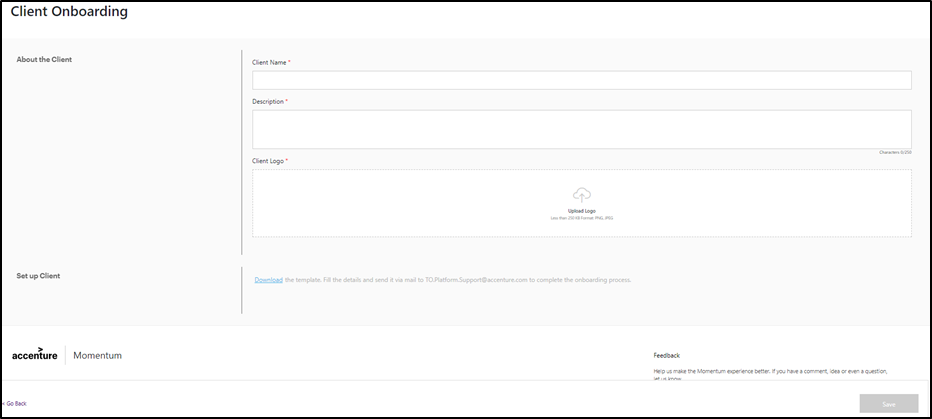 Client Onboarding
About the Client
Client Name *
Description *
Characters 0/250
Client Logo *
Upload Logo
Less than 250 KB Format: PNG, JPEG
Set up Client
Download the template. Fill the details and send it via mail to TO.Platform.Support@accenture.com to complete the onboarding process.
accenture
Momentum
Feedback
Help us make the Momentum experience better. If you have a comment, idea or even a question,
let us know
< Go Back
Save